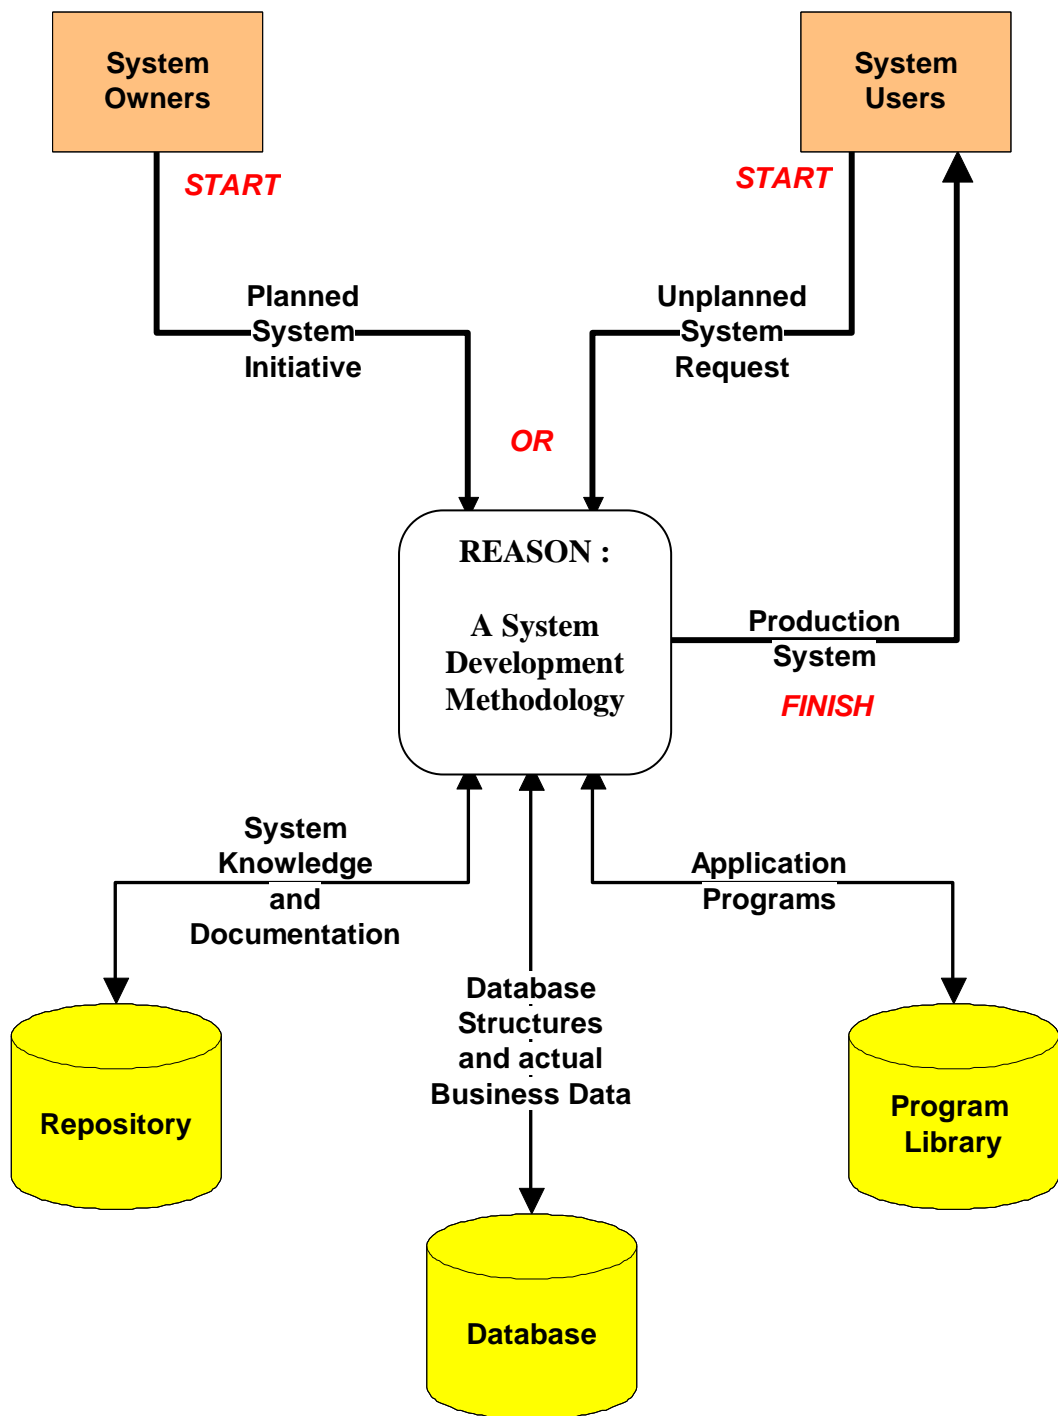 System
Owners
System
Users
START
START
Planned
System
Initiative
Unplanned
System
Request
OR
REASON :
A System
Development
Methodology
Production
System
FINISH
System
Knowledge
and
Documentation
Application
Programs
Database
Structures
and actual
Business Data
Repository
Program
Library
Database